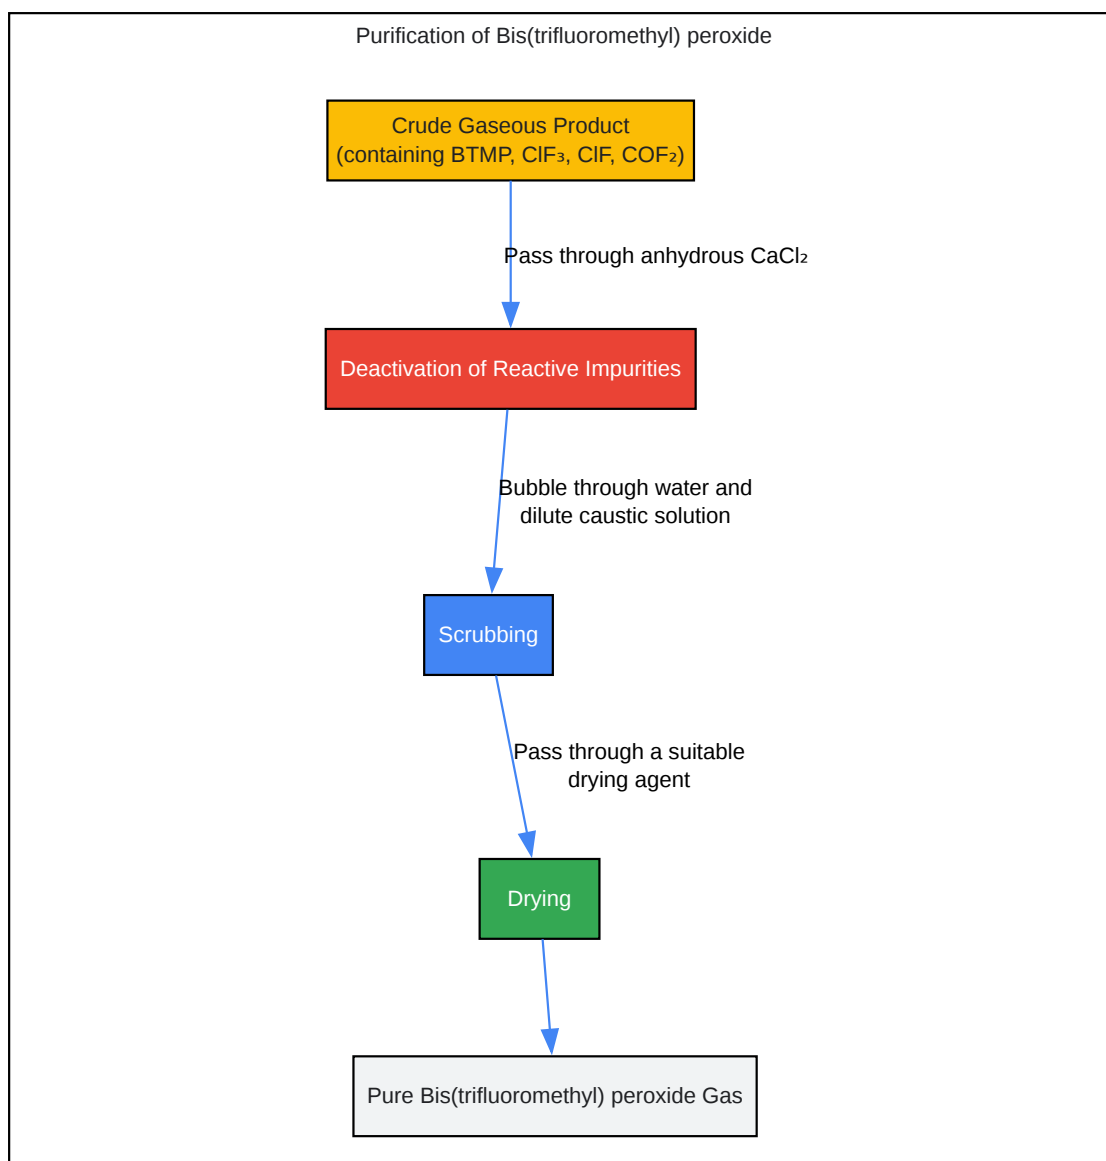 Purification of Bis(trifluoromethyl) peroxide
Crude Gaseous Product
(containing BTMP, ClF₃, ClF, COF₂)
Pass through anhydrous CaCl₂
Deactivation of Reactive Impurities
Bubble through water and
dilute caustic solution
Scrubbing
Pass through a suitable
drying agent
Drying
Pure Bis(trifluoromethyl) peroxide Gas